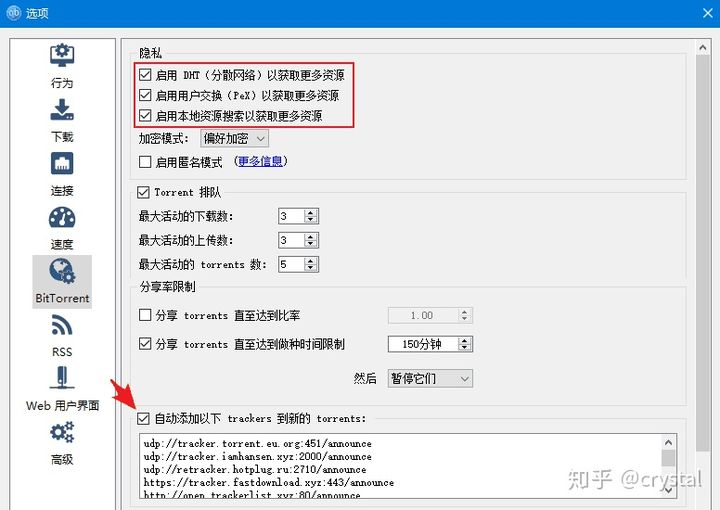 选项
行为
下载
连接
速度
BitTorrent
RSS
Web 用户界面
高级
隐私
启用 DHT (分散网络) 以获取更多资源
启用用户交换 (PeX) 以获取更多资源
启用本地资源搜索以获取更多资源
加密模式: 偏好加密
启用匿名模式 (更多信息)
Torrent 排队
最大活动的下载数: 3
最大活动的上传数: 3
最大活动的 torrents 数: 5
分享率限制
分享 torrents 直至达到比率 1.00
分享 torrents 直至达到做种时间限制 150分钟
然后 暂停它们
自动添加以下 trackers 到新的 torrents:
udp://tracker.torrent.eu.org:451/announce
udp://tracker.iamhansen.xyz:2000/announce
udp://retracker.hotplug.ru:2710/announce
https://tracker.fastdownload.xyz:443/announce
http://open.trackerlist.xyz:80/announce
知乎 @crystal